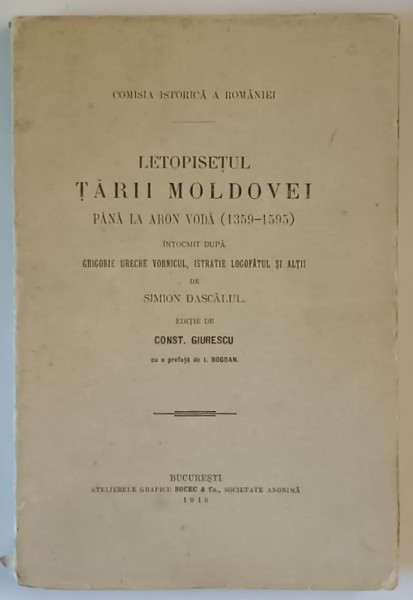 COMISIA ISTORICĂ A ROMÂNIEI
LETOPISEȚUL
ȚĂRII MOLDOVEI
PÂNĂ LA ARON VODĂ (1359-1595)
ÎNTOCMIT DUPĂ
GRIGORIE URECHE VORNICUL, ISTRATIE LOGOFĂTUL ȘI ALȚII
DE
SIMION DASCĂLUL.
EDIȚIE DE
CONST. GIURESCU
cu o prefață de I. BOGDAN.
BUCUREȘTI
ATELIERELE GRAFICE SOCEC & Co., SOCIETATE ANONIMĂ
1916